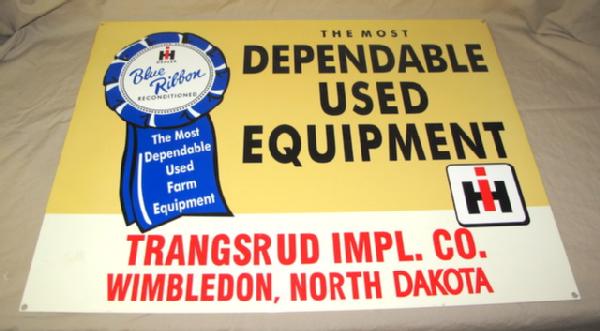 IH
DEALER
Blue
Ribbon
RECONDITIONED
The Most
Dependable
Used
Farm
Equipment
THE MOST
DEPENDABLE
USED
EQUIPMENT
IH
TRANGSRUD IMPL. CO.
WIMBLEDON, NORTH DAKOTA